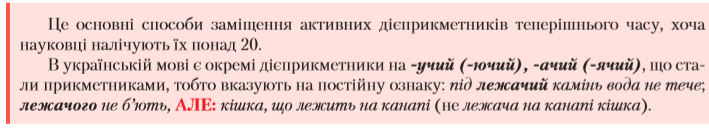 Це основні способи заміщення активних дієприкметників теперішнього часу, хоча
науковці налічують їх понад 20.
В українській мові є окремі дієприкметники на -учий (-ючий), -ачий (-ячий), що ста-
ли прикметниками, тобто вказують на постійну ознаку: під лежачий камінь вода не тече;
лежачого не б’ють, АЛЕ: кішка, що лежить на канапі (не лежача на канапі кішка).